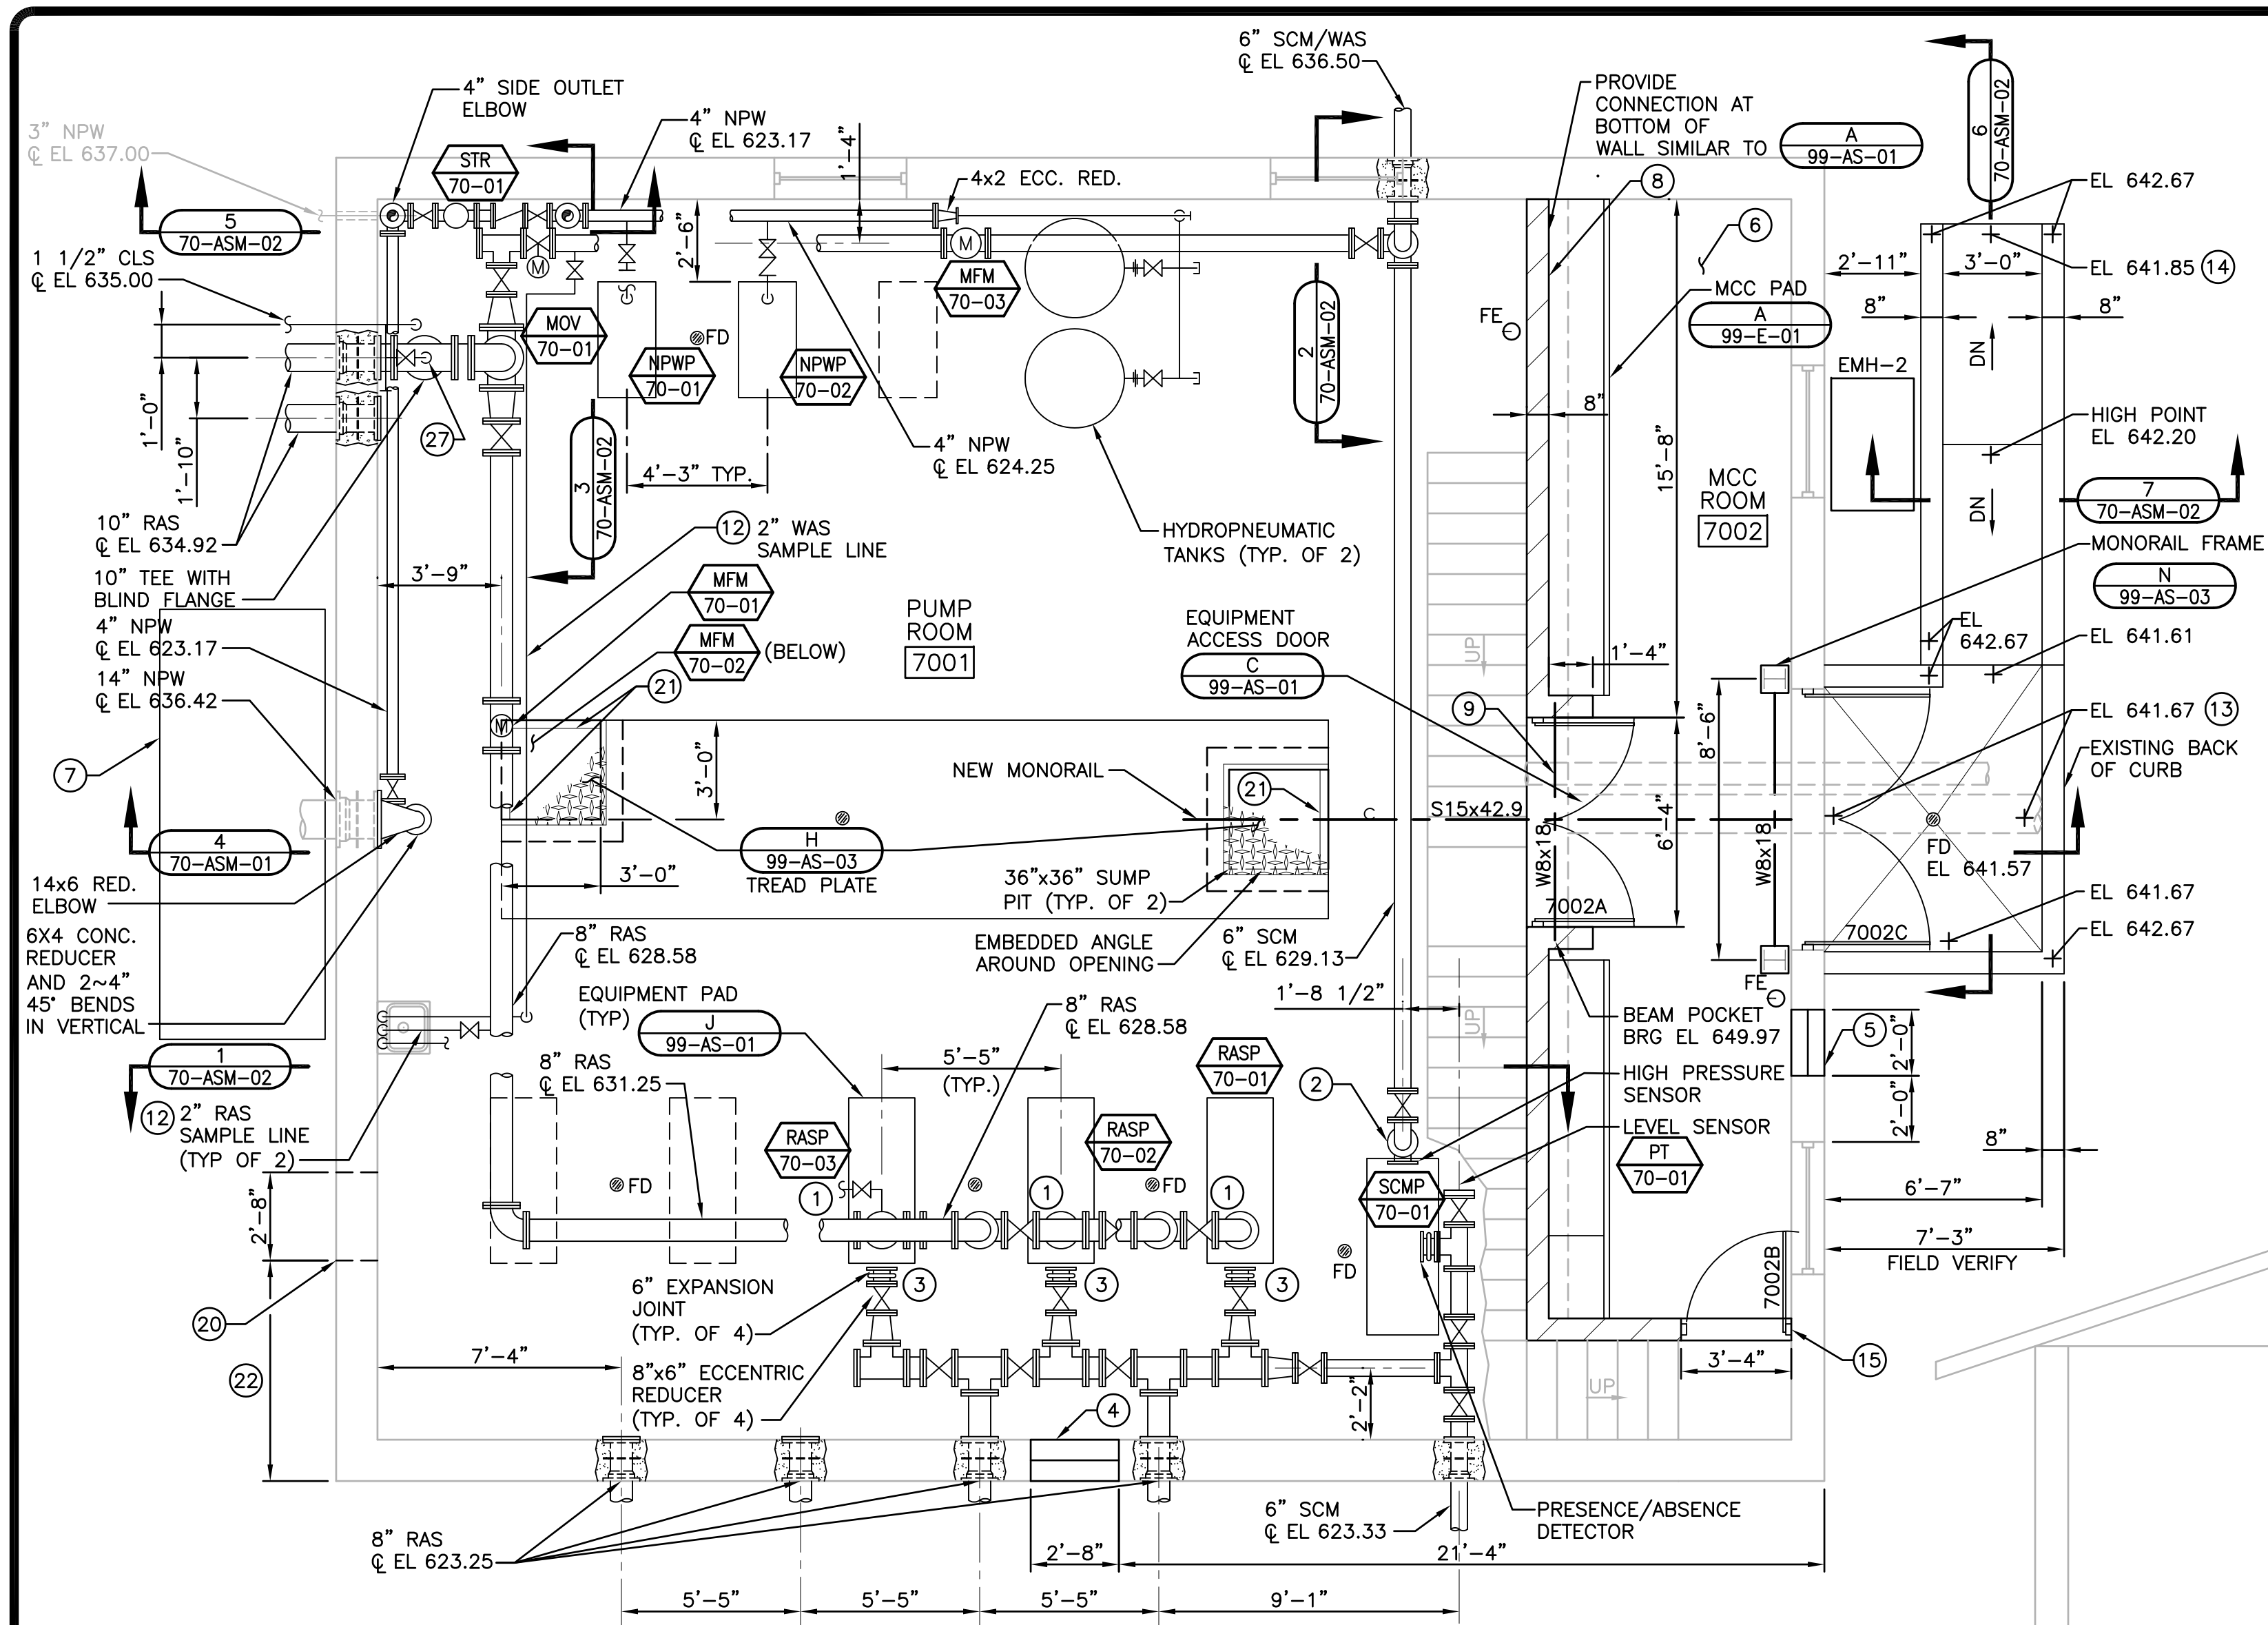 6” SCM/WAS
℄ EL 636.50
4” SIDE OUTLET
ELBOW
3” NPW
℄ EL 637.00
4” NPW
℄ EL 623.17
1’-4”
PROVIDE
CONNECTION AT
BOTTOM OF
WALL SIMILAR TO
A
99-AS-01
6
70-ASM-02
STR
70-01
4x2 ECC. RED.
8
EL 642.67
5
70-ASM-02
6
1 1/2” CLS
℄ EL 635.00
2’-6”
M
M
MFM
70-03
2’-11”
3’-0”
EL 641.85
14
MCC PAD
A
99-E-01
8”
8”
MOV
70-01
FD
NPWP
70-01
NPWP
70-02
2
70-ASM-02
FE
DN
EMH-2
1’-0”
1’-10”
27
8”
HIGH POINT
EL 642.20
3
70-ASM-02
4’-3” TYP.
4” NPW
℄ EL 624.25
15’-8”
MCC
ROOM
7002
DN
7
70-ASM-02
10” RAS
℄ EL 634.92
12
2” WAS
SAMPLE LINE
HYDROPNEUMATIC
TANKS (TYP. OF 2)
MONORAIL FRAME
N
99-AS-03
10” TEE WITH
BLIND FLANGE
3’-9”
MFM
70-01
MFM
70-02
(BELOW)
PUMP
ROOM
7001
EQUIPMENT
ACCESS DOOR
C
99-AS-01
EL
642.67
EL 641.61
4” NPW
℄ EL 623.17
UP
1’-4”
14” NPW
℄ EL 636.42
21
9
8’-6”
EL 641.67
13
M
7
3’-0”
NEW MONORAIL
21
S15x42.9
EXISTING BACK
OF CURB
6’-4”
4
70-ASM-01
H
99-AS-03
TREAD PLATE
W8x18
W8x18
FD
EL 641.57
14x6 RED.
ELBOW
3’-0”
36”x36” SUMP
PIT (TYP. OF 2)
7002A
EL 641.67
6X4 CONC.
REDUCER
AND 2~4”
45° BENDS
IN VERTICAL
8” RAS
℄ EL 628.58
EMBEDDED ANGLE
AROUND OPENING
6” SCM
℄ EL 629.13
7002C
EL 642.67
FE
EQUIPMENT PAD
(TYP)
J
99-AS-01
8” RAS
℄ EL 628.58
1’-8 1/2”
UP
BEAM POCKET
BRG EL 649.97
5
2’-0”
1
70-ASM-02
8” RAS
℄ EL 631.25
5’-5”
(TYP.)
RASP
70-01
2
HIGH PRESSURE
SENSOR
2’-0”
12
2” RAS
SAMPLE LINE
(TYP OF 2)
RASP
70-03
RASP
70-02
LEVEL SENSOR
8”
PT
70-01
2’-8”
FD
1
1
FD
1
SCMP
70-01
6’-7”
FD
7’-3”
FIELD VERIFY
6” EXPANSION
JOINT
(TYP. OF 4)
3
3
3
7002B
20
7’-4”
22
8”x6” ECCENTRIC
REDUCER
(TYP. OF 4)
3’-4”
15
2’-2”
UP
4
8” RAS
℄ EL 623.25
6” SCM
℄ EL 623.33
PRESENCE/ABSENCE
DETECTOR
2’-8”
21’-4”
5’-5”
5’-5”
5’-5”
9’-1”